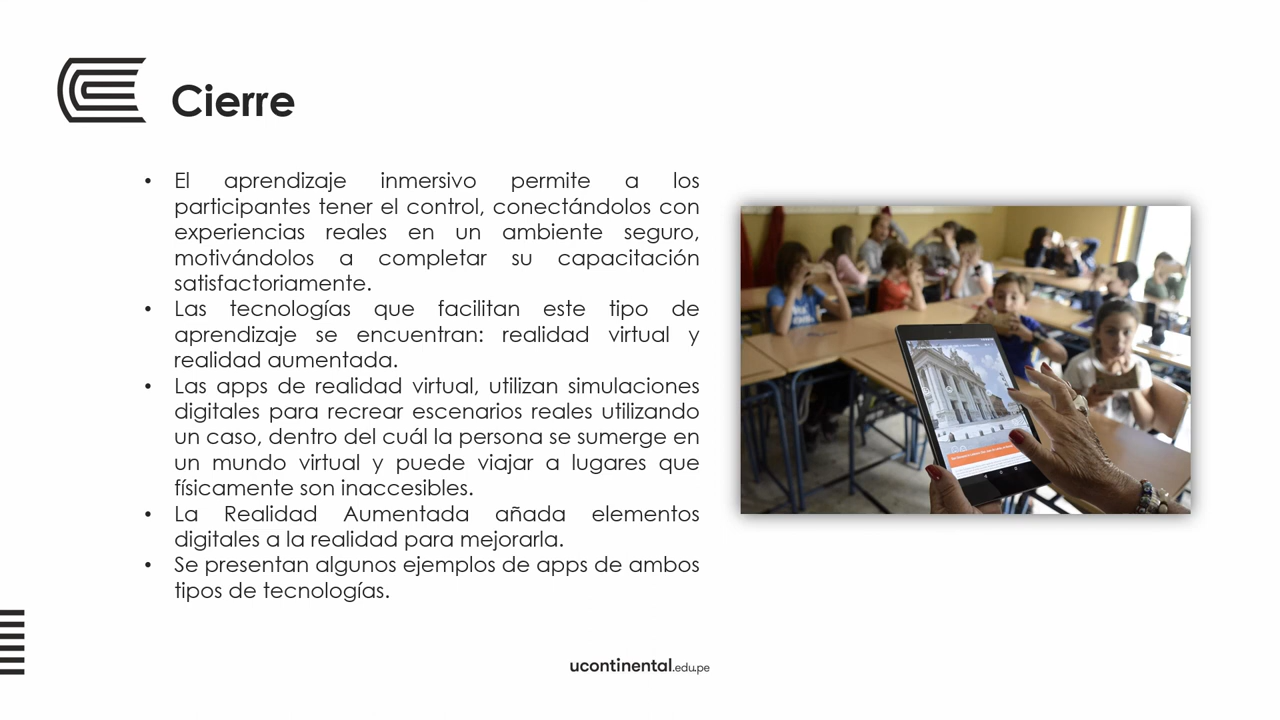 Cierre
• El aprendizaje inmersivo permite a los
participantes tener el control, conectándolos con
experiencias reales en un ambiente seguro,
motivándolos a completar su capacitación
satisfactoriamente.
• Las tecnologías que facilitan este tipo de
aprendizaje se encuentran: realidad virtual y
realidad aumentada.
• Las apps de realidad virtual, utilizan simulaciones
digitales para recrear escenarios reales utilizando
un caso, dentro del cuál la persona se sumerge en
un mundo virtual y puede viajar a lugares que
físicamente son inaccesibles.
• La Realidad Aumentada añada elementos
digitales a la realidad para mejorarla.
• Se presentan algunos ejemplos de apps de ambos
tipos de tecnologías.
ucontinental.edu.pe